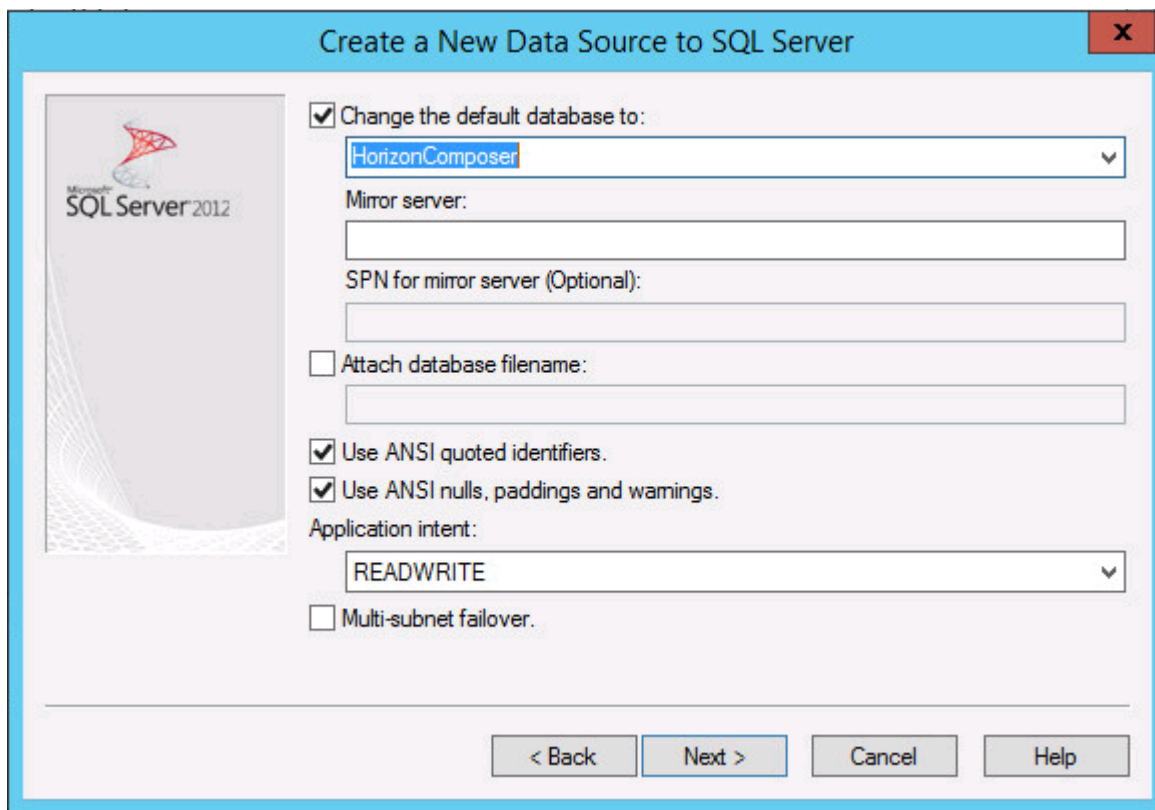 Create a New Data Source to SQL Server
x
Microsoft
SQL Server 2012
Change the default database to:
HorizonComposer
Mirror server:
SPN for mirror server (Optional):
Attach database filename:
Use ANSI quoted identifiers.
Use ANSI nulls, paddings and warnings.
Application intent:
READWRITE
Multi-subnet failover.
< Back Next > Cancel Help